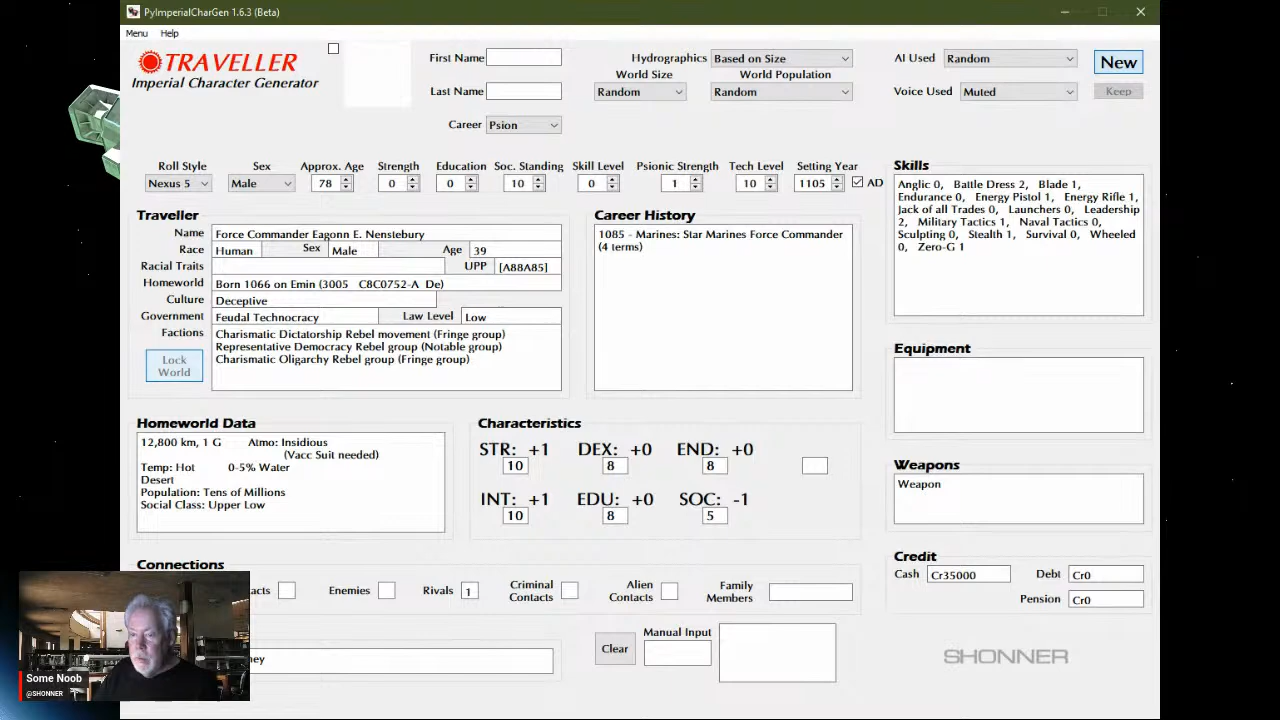 PyImperialCharGen 1.6.3 (Beta)
Menu Help
TRAVELLER
Imperial Character Generator
First Name
Last Name
Career Psion
Hydrographics Based on Size
World Size World Population
Random Random
AI Used Random
Voice Used Muted
New
Keep
Roll Style Sex Approx. Age Strength Education Soc. Standing Skill Level Psionic Strength Tech Level Setting Year
Nexus 5 Male 78 0 0 10 0 1 10 1105 AD
Traveller
Name Force Commander Eagonn E. Nenstebury
Race Human Sex Male Age 39
Racial Traits UPP [A88A85]
Homeworld Born 1066 on Emin (3005 C8C0752-A De)
Culture Deceptive
Government Feudal Technocracy Law Level Low
Factions Charismatic Dictatorship Rebel movement (Fringe group)
Representative Democracy Rebel group (Notable group)
Charismatic Oligarchy Rebel group (Fringe group)
Lock
World
Career History
1085 - Marines: Star Marines Force Commander
(4 terms)
Skills
Anglic 0, Battle Dress 2, Blade 1,
Endurance 0, Energy Pistol 1, Energy Rifle 1,
Jack of all Trades 0, Launchers 0, Leadership
2, Military Tactics 1, Naval Tactics 0,
Sculpting 0, Stealth 1, Survival 0, Wheeled
0, Zero-G 1
Equipment
Homeworld Data
12,800 km, 1 G Atmo: Insidious
(Vacc Suit needed)
Temp: Hot 0-5% Water
Desert
Population: Tens of Millions
Social Class: Upper Low
Characteristics
STR: +1 DEX: +0 END: +0
10 8 8
INT: +1 EDU: +0 SOC: -1
10 8 5
Weapons
Weapon
Credit
Cash Cr35000 Debt Cr0
Pension Cr0
Connections
acts Enemies Rivals 1 Criminal
Contacts Alien
Contacts Family
Members
ney
Clear
Manual Input
SHONNER
Some Noob
@SHONNER